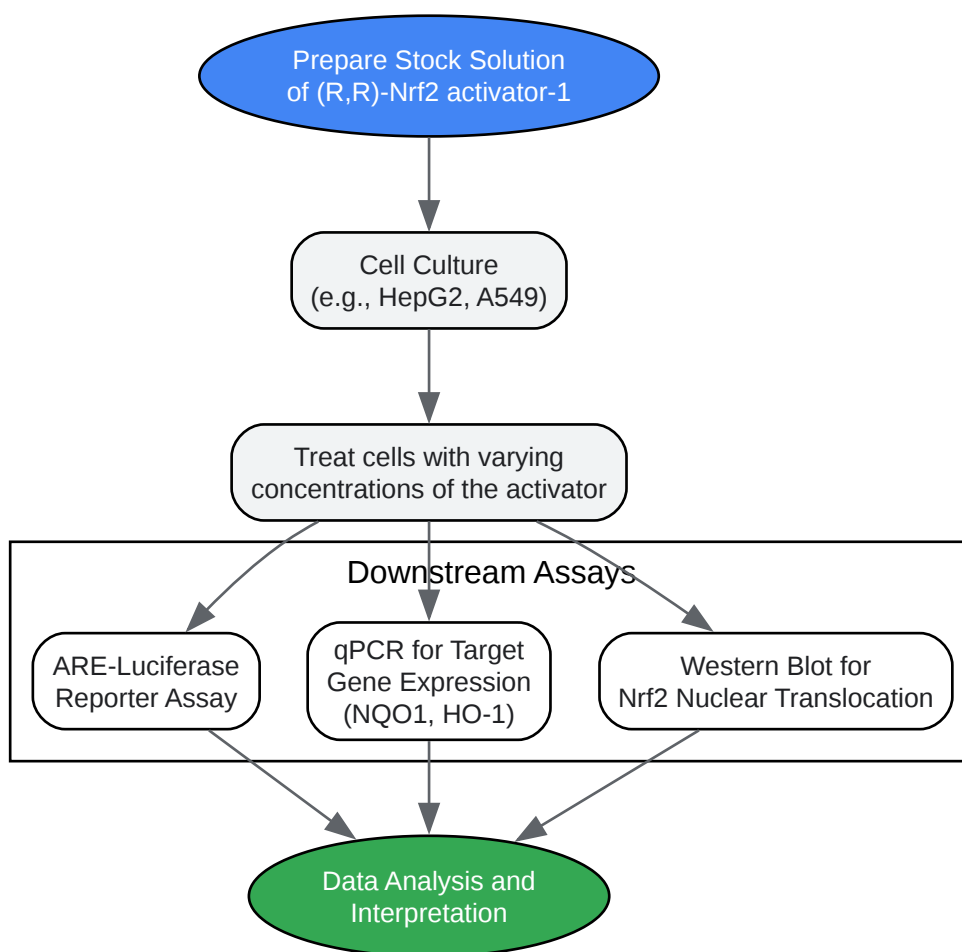 Prepare Stock Solution
of (R,R)-Nrf2 activator-1
Cell Culture
(e.g., HepG2, A549)
Treat cells with varying
concentrations of the activator
Downstream Assays
ARE-Luciferase
Reporter Assay
qPCR for Target
Gene Expression
(NQO1, HO-1)
Western Blot for
Nrf2 Nuclear Translocation
Data Analysis and
Interpretation